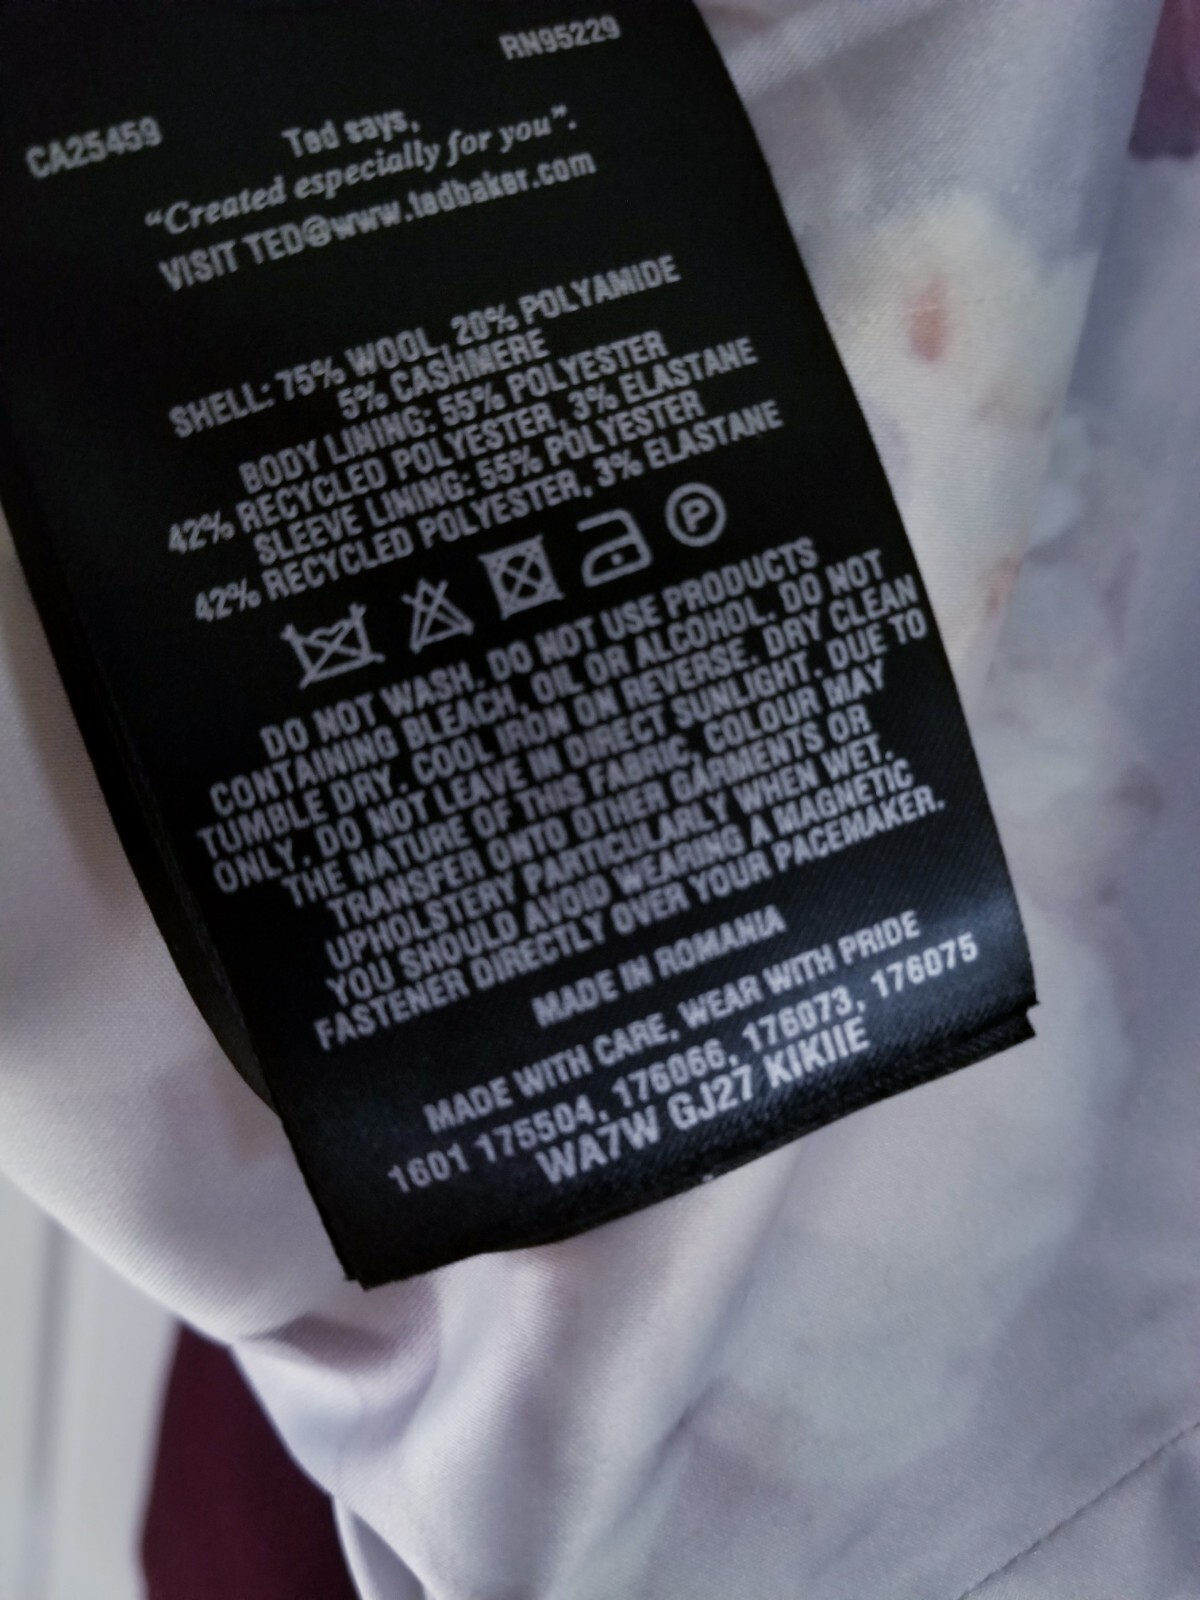 RN95229
CA25459
Ted says,
“Created especially for you”.
VISIT TED@www.tedbaker.com
SHELL: 75% WOOL, 20% POLYAMIDE
5% CASHMERE
BODY LINING: 55% POLYESTER
42% RECYCLED POLYESTER, 3% ELASTANE
SLEEVE LINING: 55% POLYESTER
42% RECYCLED POLYESTER, 3% ELASTANE
P
DO NOT WASH. DO NOT USE PRODUCTS
CONTAINING BLEACH, OIL OR ALCOHOL. DO NOT
TUMBLE DRY. COOL IRON ON REVERSE. DRY CLEAN
ONLY. DO NOT LEAVE IN DIRECT SUNLIGHT. DUE TO
THE NATURE OF THIS FABRIC, COLOUR MAY
TRANSFER ONTO OTHER GARMENTS OR
UPHOLSTERY PARTICULARLY WHEN WET.
YOU SHOULD AVOID WEARING A MAGNETIC
FASTENER DIRECTLY OVER YOUR PACEMAKER.
MADE IN ROMANIA
MADE WITH CARE, WEAR WITH PRIDE
1601 175504, 176066, 176073, 176075
WA7W GJ27 KIKIIE